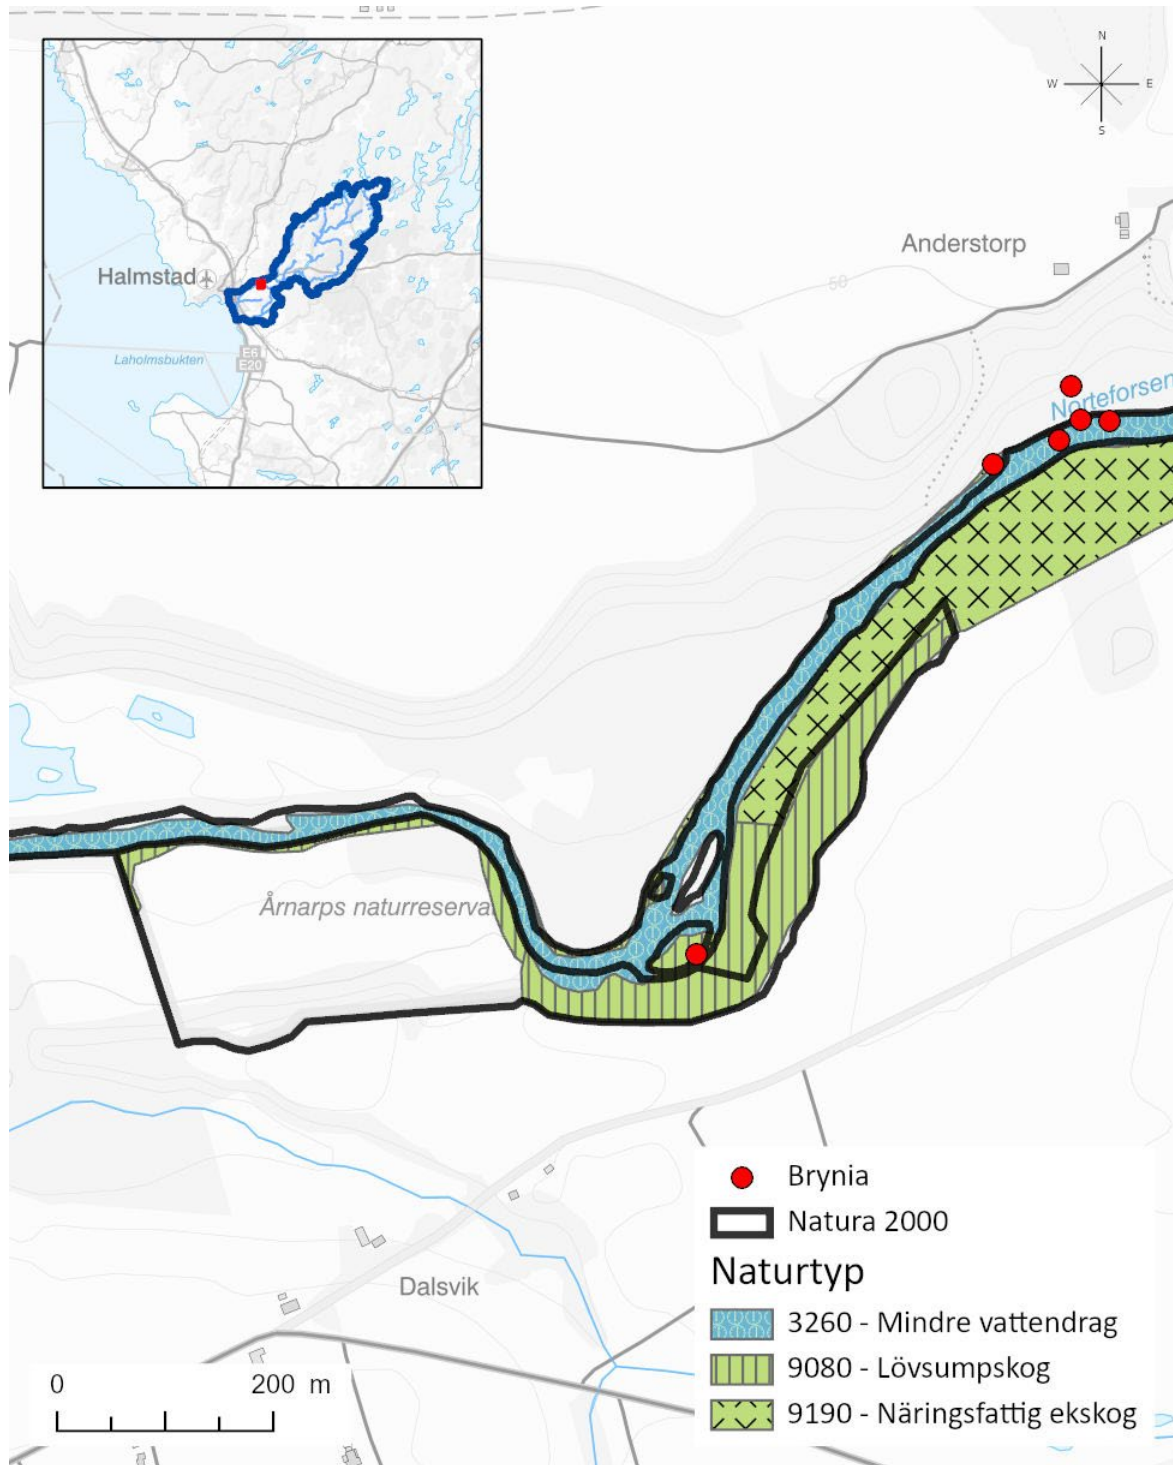 N
W
E
S
Halmstad
E6
E20
Laholmsbukten
Anderstorp
50
Norteforsen
Årnarps naturreservat
Dalsvik
Brynia
Natura 2000
Naturtyp
3260 - Mindre vattendrag
9080 - Lövsumpskog
9190 - Näringsfattig ekskog
0
200 m